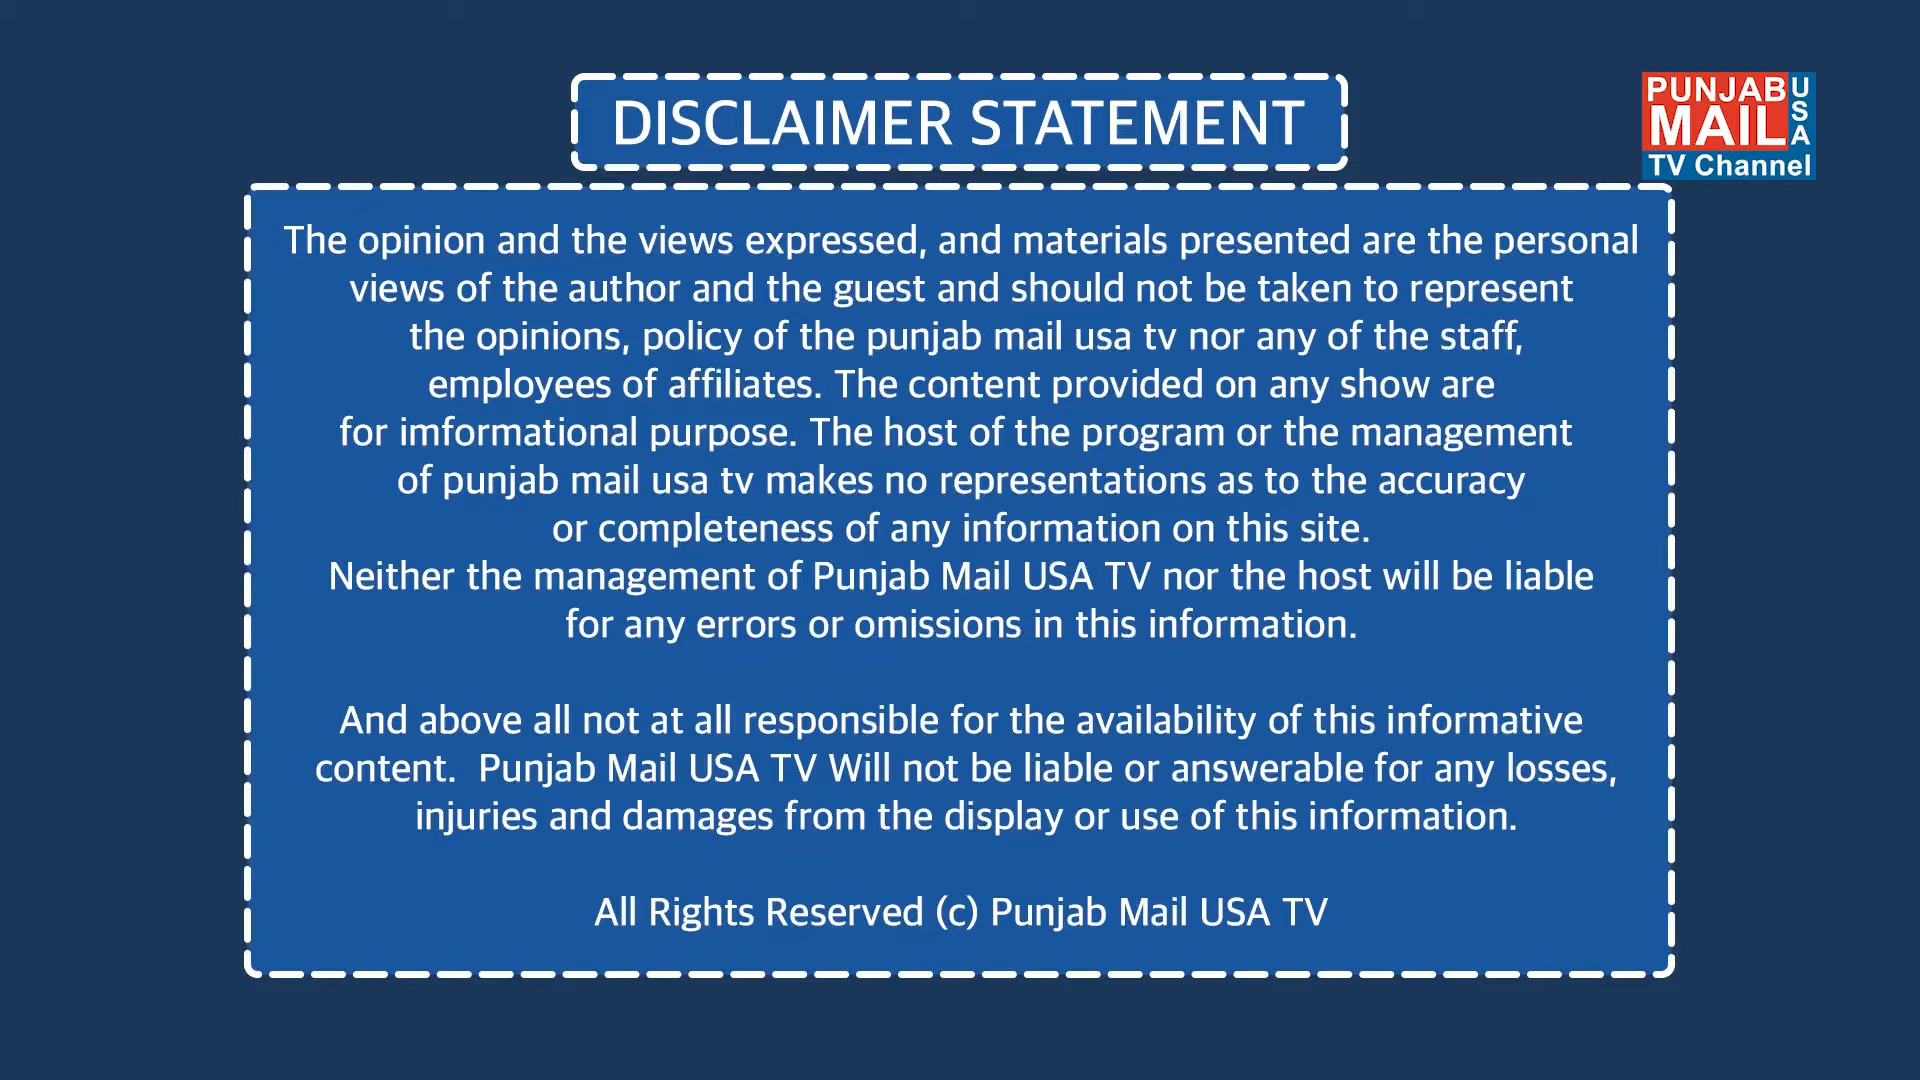 DISCLAIMER STATEMENT
PUNJAB
MAIL
USA
TV Channel
The opinion and the views expressed, and materials presented are the personal
views of the author and the guest and should not be taken to represent
the opinions, policy of the punjab mail usa tv nor any of the staff,
employees of affiliates. The content provided on any show are
for imformational purpose. The host of the program or the management
of punjab mail usa tv makes no representations as to the accuracy
or completeness of any information on this site.
Neither the management of Punjab Mail USA TV nor the host will be liable
for any errors or omissions in this information.
And above all not at all responsible for the availability of this informative
content.  Punjab Mail USA TV Will not be liable or answerable for any losses,
injuries and damages from the display or use of this information.
All Rights Reserved (c) Punjab Mail USA TV